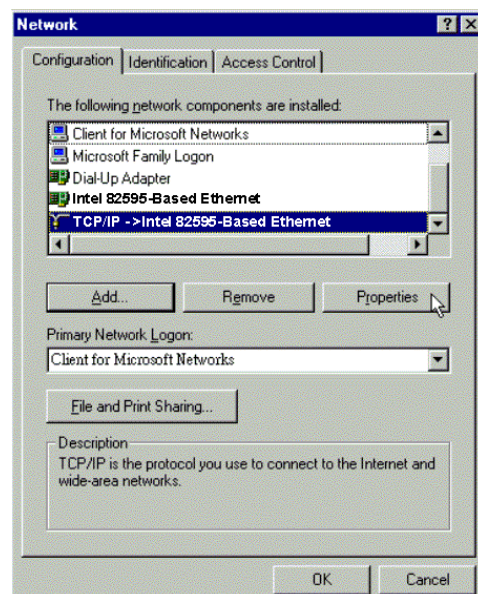 Network
Configuration Identification Access Control
The following network components are installed:
Client for Microsoft Networks
Microsoft Family Logon
Dial-Up Adapter
Intel 82595-Based Ethernet
TCP/IP ->Intel 82595-Based Ethernet
Add... Remove Properties
Primary Network Logon:
Client for Microsoft Networks
File and Print Sharing...
Description
TCP/IP is the protocol you use to connect to the Internet and
wide-area networks.
OK Cancel